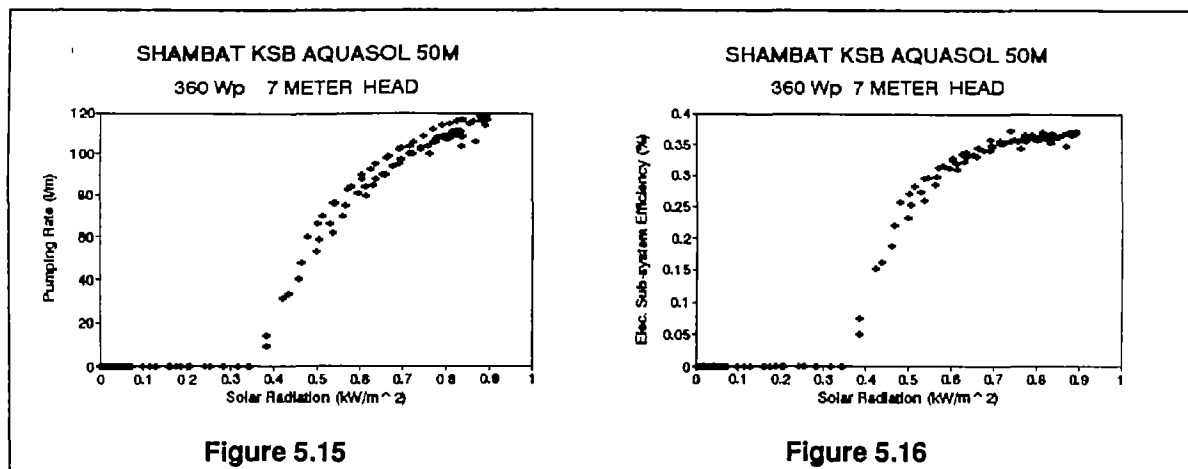 SHAMBAT KSB AQUASOL 50M
360 Wp 7 METER HEAD
Pumping Rate (l/m)
120
100
80
60
40
20
0
0 0.1 0.2 0.3 0.4 0.5 0.6 0.7 0.8 0.9 1
Solar Radiation (kW/m^2)
Figure 5.15
SHAMBAT KSB AQUASOL 50M
360 Wp 7 METER HEAD
Elec. Sub-system Efficiency (%)
0.4
0.35
0.3
0.25
0.2
0.15
0.1
0.05
0
0 0.1 0.2 0.3 0.4 0.5 0.6 0.7 0.8 0.9 1
Solar Radiation (kW/m^2)
Figure 5.16